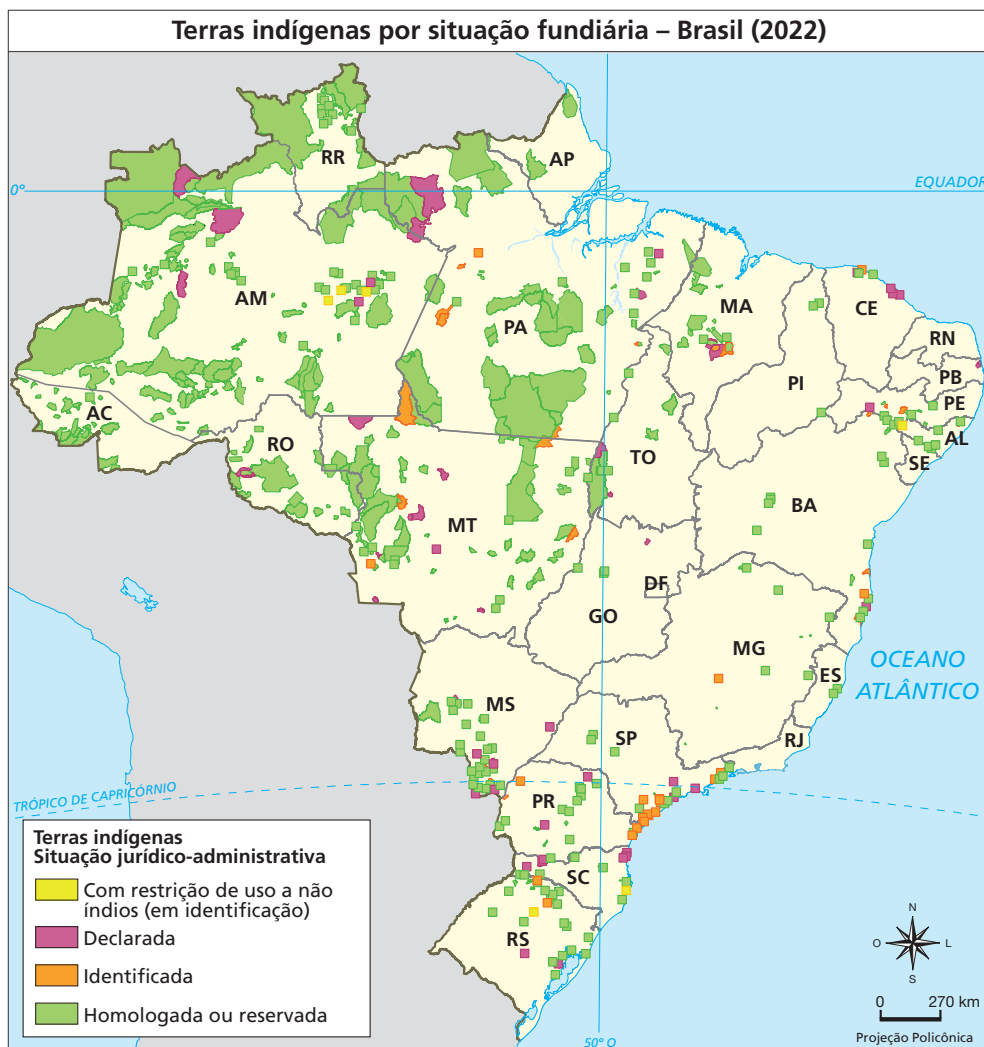 Terras indígenas por situação fundiária – Brasil (2022)
RR
AP
0°
EQUADOR
AM
PA
MA
CE
RN
PB
PE
AL
SE
PI
AC
RO
TO
BA
MT
DF
GO
MG
ES
OCEANO
ATLÂNTICO
MS
SP
RJ
TRÓPICO DE CAPRICÓRNIO
PR
SC
RS
Terras indígenas
Situação jurídico-administrativa
Com restrição de uso a não
índios (em identificação)
Declarada
Identificada
Homologada ou reservada
N
O
L
S
0 270 km
Projeção Policônica
50° O